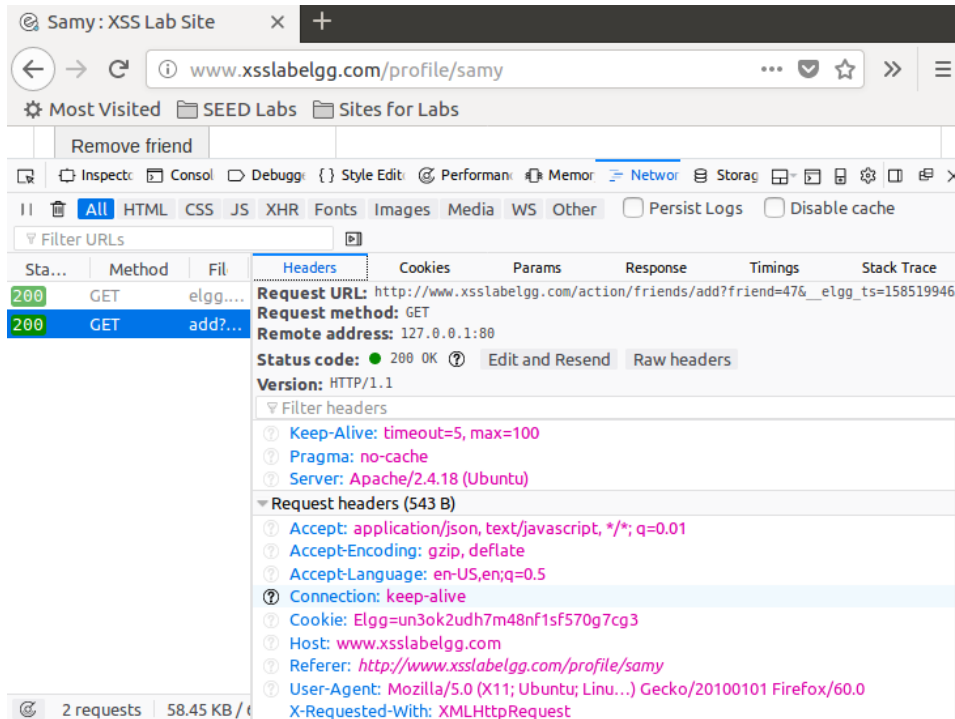 Samy : XSS Lab Site
www.xsslabelgg.com/profile/samy
Most Visited SEED Labs Sites for Labs
Remove friend
Inspect Consol Debugg { } Style Edit Performan Memor Networ Storag
All HTML CSS JS XHR Fonts Images Media WS Other Persist Logs Disable cache
Filter URLs
Sta... Method Fil Headers Cookies Params Response Timings Stack Trace
200 GET elgg....
200 GET add?...
Request URL: http://www.xsslabelgg.com/action/friends/add?friend=47&__elgg_ts=158519946
Request method: GET
Remote address: 127.0.0.1:80
Status code: 200 OK Edit and Resend Raw headers
Version: HTTP/1.1
Filter headers
Keep-Alive: timeout=5, max=100
Pragma: no-cache
Server: Apache/2.4.18 (Ubuntu)
Request headers (543 B)
Accept: application/json, text/javascript, */*; q=0.01
Accept-Encoding: gzip, deflate
Accept-Language: en-US,en;q=0.5
Connection: keep-alive
Cookie: Elgg=un3ok2udh7m48nf1sf570g7cg3
Host: www.xsslabelgg.com
Referer: http://www.xsslabelgg.com/profile/samy
User-Agent: Mozilla/5.0 (X11; Ubuntu; Linu...) Gecko/20100101 Firefox/60.0
X-Requested-With: XMLHttpRequest
2 requests 58.45 KB /